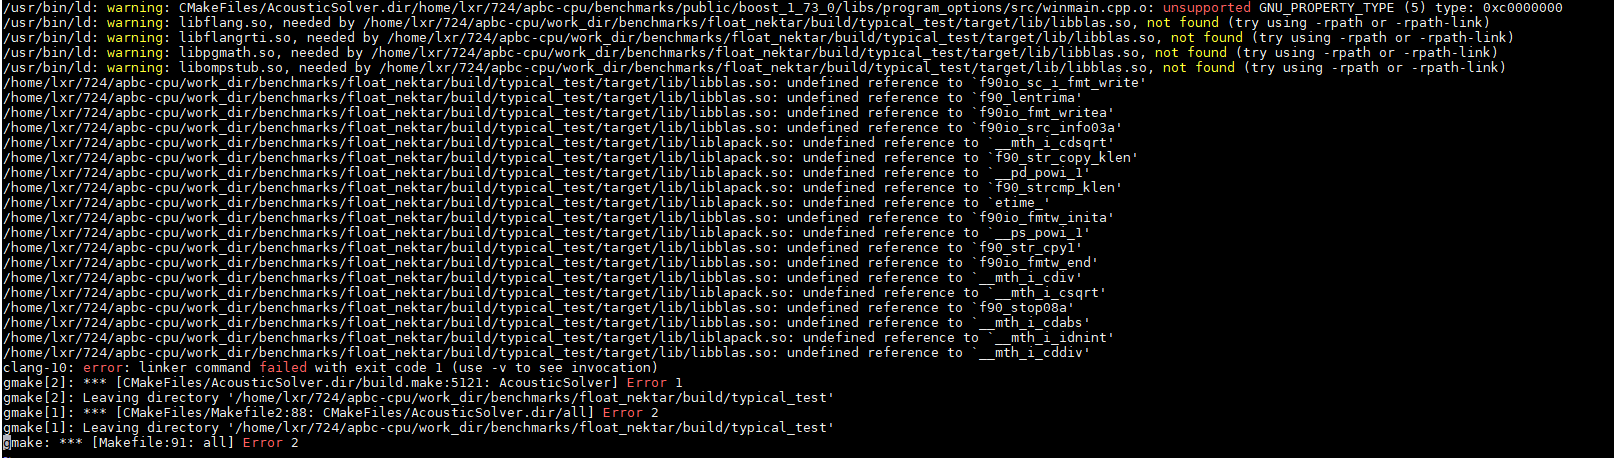 /usr/bin/ld: warning: CMakeFiles/AcousticSolver.dir/home/lxr/724/apbc-cpu/benchmarks/public/boost_1_73_0/libs/program_options/src/winmain.cpp.o: unsupported GNU_PROPERTY_TYPE (5) type: 0xc0000000
/usr/bin/ld: warning: libflang.so, needed by /home/lxr/724/apbc-cpu/work_dir/benchmarks/float_nektar/build/typical_test/target/lib/libblas.so, not found (try using -rpath or -rpath-link)
/usr/bin/ld: warning: libflangrti.so, needed by /home/lxr/724/apbc-cpu/work_dir/benchmarks/float_nektar/build/typical_test/target/lib/libblas.so, not found (try using -rpath or -rpath-link)
/usr/bin/ld: warning: libpgmath.so, needed by /home/lxr/724/apbc-cpu/work_dir/benchmarks/float_nektar/build/typical_test/target/lib/libblas.so, not found (try using -rpath or -rpath-link)
/usr/bin/ld: warning: libompstub.so, needed by /home/lxr/724/apbc-cpu/work_dir/benchmarks/float_nektar/build/typical_test/target/lib/libblas.so, not found (try using -rpath or -rpath-link)
/home/lxr/724/apbc-cpu/work_dir/benchmarks/float_nektar/build/typical_test/target/lib/libblas.so: undefined reference to `f90io_sc_i_fmt_write'
/home/lxr/724/apbc-cpu/work_dir/benchmarks/float_nektar/build/typical_test/target/lib/libblas.so: undefined reference to `f90_lentrima'
/home/lxr/724/apbc-cpu/work_dir/benchmarks/float_nektar/build/typical_test/target/lib/libblas.so: undefined reference to `f90io_fmt_writea'
/home/lxr/724/apbc-cpu/work_dir/benchmarks/float_nektar/build/typical_test/target/lib/libblas.so: undefined reference to `f90io_src_info03a'
/home/lxr/724/apbc-cpu/work_dir/benchmarks/float_nektar/build/typical_test/target/lib/liblapack.so: undefined reference to `__mth_i_cdsqrt'
/home/lxr/724/apbc-cpu/work_dir/benchmarks/float_nektar/build/typical_test/target/lib/liblapack.so: undefined reference to `f90_str_copy_klen'
/home/lxr/724/apbc-cpu/work_dir/benchmarks/float_nektar/build/typical_test/target/lib/liblapack.so: undefined reference to `__pd_powi_1'
/home/lxr/724/apbc-cpu/work_dir/benchmarks/float_nektar/build/typical_test/target/lib/liblapack.so: undefined reference to `f90_strcmp_klen'
/home/lxr/724/apbc-cpu/work_dir/benchmarks/float_nektar/build/typical_test/target/lib/liblapack.so: undefined reference to `etime_'
/home/lxr/724/apbc-cpu/work_dir/benchmarks/float_nektar/build/typical_test/target/lib/libblas.so: undefined reference to `f90io_fmtw_inita'
/home/lxr/724/apbc-cpu/work_dir/benchmarks/float_nektar/build/typical_test/target/lib/liblapack.so: undefined reference to `__ps_powi_1'
/home/lxr/724/apbc-cpu/work_dir/benchmarks/float_nektar/build/typical_test/target/lib/libblas.so: undefined reference to `f90_str_cpy1'
/home/lxr/724/apbc-cpu/work_dir/benchmarks/float_nektar/build/typical_test/target/lib/libblas.so: undefined reference to `f90io_fmtw_end'
/home/lxr/724/apbc-cpu/work_dir/benchmarks/float_nektar/build/typical_test/target/lib/libblas.so: undefined reference to `__mth_i_cdiv'
/home/lxr/724/apbc-cpu/work_dir/benchmarks/float_nektar/build/typical_test/target/lib/liblapack.so: undefined reference to `__mth_i_csqrt'
/home/lxr/724/apbc-cpu/work_dir/benchmarks/float_nektar/build/typical_test/target/lib/libblas.so: undefined reference to `f90_stop08a'
/home/lxr/724/apbc-cpu/work_dir/benchmarks/float_nektar/build/typical_test/target/lib/libblas.so: undefined reference to `__mth_i_cdabs'
/home/lxr/724/apbc-cpu/work_dir/benchmarks/float_nektar/build/typical_test/target/lib/liblapack.so: undefined reference to `__mth_i_idnint'
/home/lxr/724/apbc-cpu/work_dir/benchmarks/float_nektar/build/typical_test/target/lib/libblas.so: undefined reference to `__mth_i_cddiv'
clang-10: error: linker command failed with exit code 1 (use -v to see invocation)
gmake[2]: *** [CMakeFiles/AcousticSolver.dir/build.make:5121: AcousticSolver] Error 1
gmake[2]: Leaving directory '/home/lxr/724/apbc-cpu/work_dir/benchmarks/float_nektar/build/typical_test'
gmake[1]: *** [CMakeFiles/Makefile2:88: CMakeFiles/AcousticSolver.dir/all] Error 2
gmake[1]: Leaving directory '/home/lxr/724/apbc-cpu/work_dir/benchmarks/float_nektar/build/typical_test'
gmake: *** [Makefile:91: all] Error 2